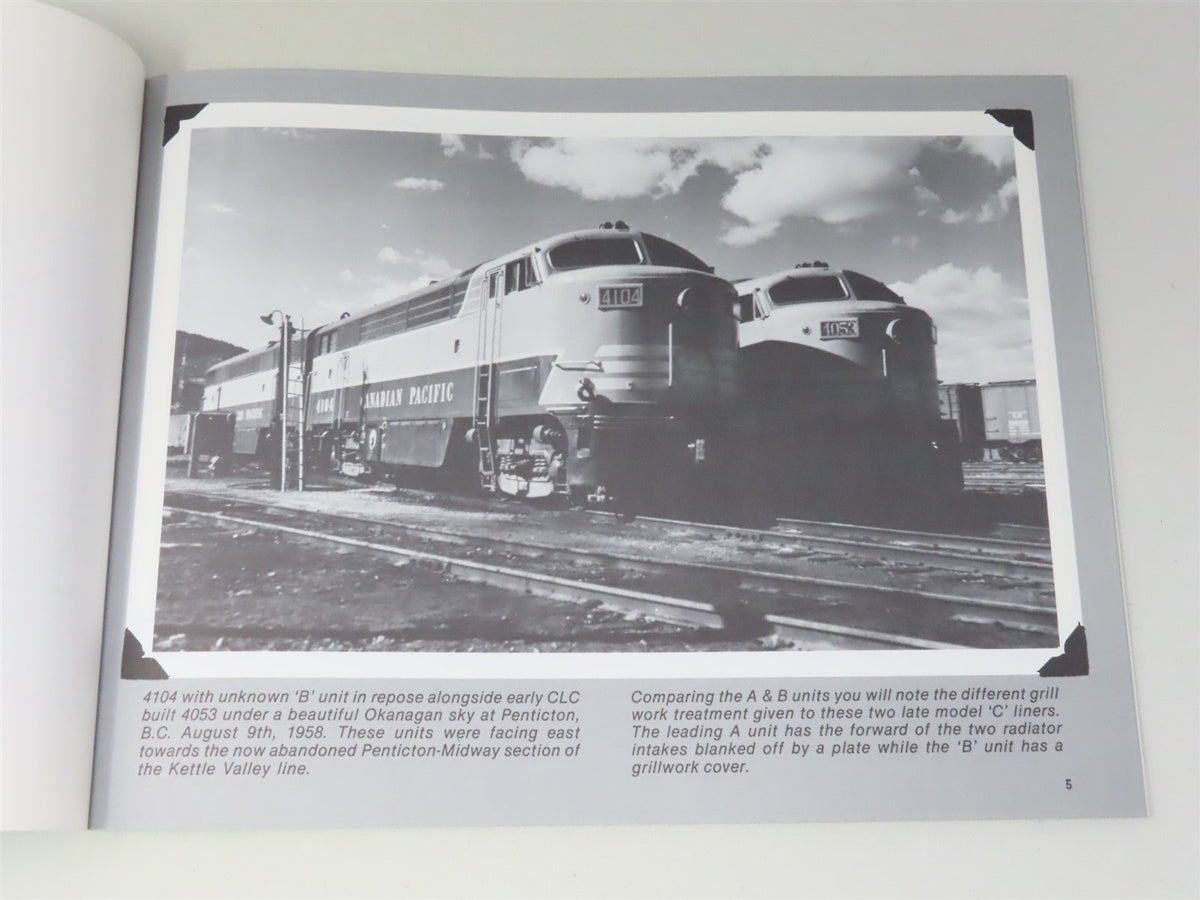 4104
4053
4104
ANADIAN PACIFIC
PACIFIC
4104 with unknown 'B' unit in repose alongside early CLC
built 4053 under a beautiful Okanagan sky at Penticton,
B.C. August 9th, 1958. These units were facing east
towards the now abandoned Penticton-Midway section of
the Kettle Valley line.
Comparing the A & B units you will note the different grill
work treatment given to these two late model 'C' liners.
The leading A unit has the forward of the two radiator
intakes blanked off by a plate while the 'B' unit has a
grillwork cover.
5